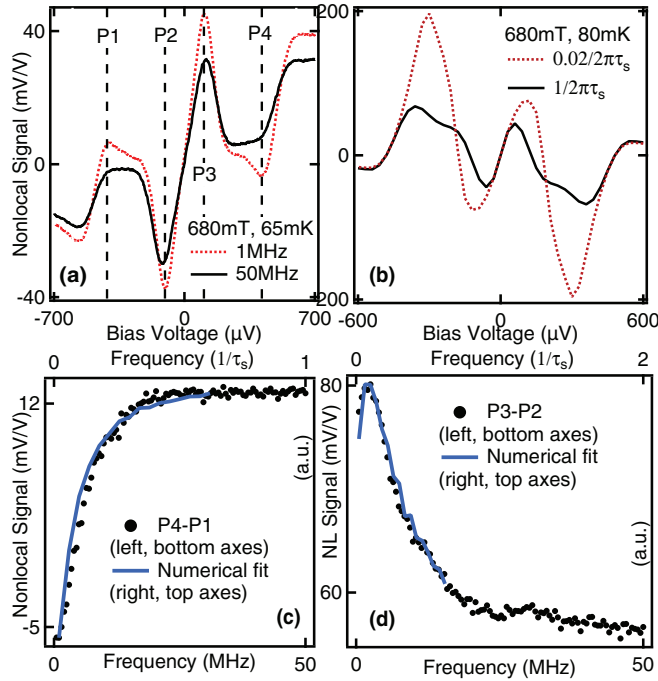 40
0
-40
Nonlocal Signal (mV/V)
P1
P2
P4
P3
680mT, 65mK
1MHz
50MHz
(a)
-700
0
700
Bias Voltage (µV)
200
0
200
680mT, 80mK
0.02/2πτs
1/2πτs
(b)
-600
0
600
Bias Voltage (µV)
Frequency (1/τs)
0
1
12
-5
Nonlocal Signal (mV/V)
(a.u.)
P4-P1
(left, bottom axes)
Numerical fit
(right, top axes)
(c)
0
50
Frequency (MHz)
Frequency (1/τs)
0
2
80
60
NL Signal (mV/V)
(a.u.)
P3-P2
(left, bottom axes)
Numerical fit
(right, top axes)
(d)
0
50
Frequency (MHz)